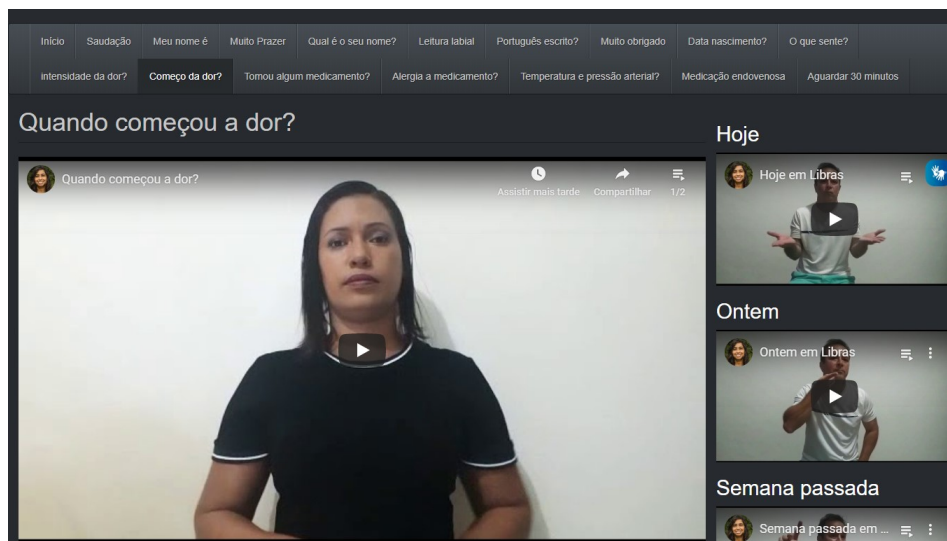 Início Saudação Meu nome é Muito Prazer Qual é o seu nome? Leitura labial Português escrito? Muito obrigado Data nascimento? O que sente?
intensidade da dor? Começo da dor? Tomou algum medicamento? Alergia a medicamento? Temperatura e pressão arterial? Medicação endovenosa Aguardar 30 minutos
Quando começou a dor?
Quando começou a dor?
Assistir mais tarde Compartilhar 1/2
Hoje
Hoje em Libras
Ontem
Ontem em Libras
Semana passada
Semana passada em ...